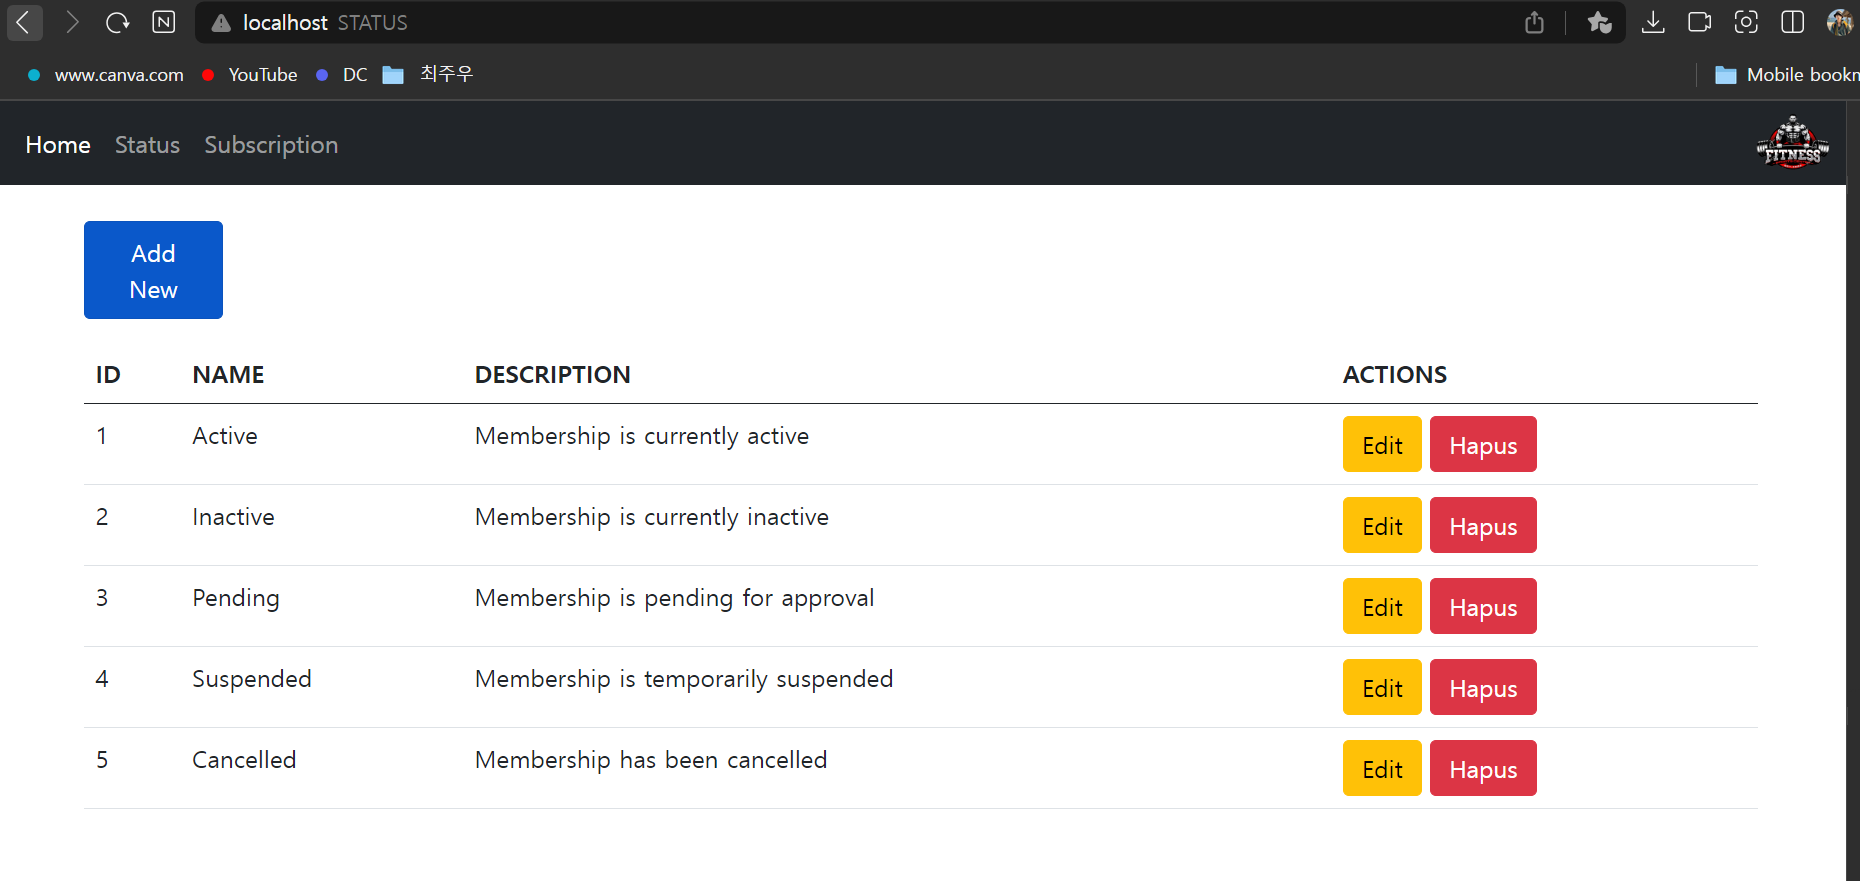 localhost STATUS
www.canva.com YouTube DC 최주우 Mobile bookm
Home Status Subscription FITNESS
Add
New
ID NAME DESCRIPTION ACTIONS
1 Active Membership is currently active Edit Hapus
2 Inactive Membership is currently inactive Edit Hapus
3 Pending Membership is pending for approval Edit Hapus
4 Suspended Membership is temporarily suspended Edit Hapus
5 Cancelled Membership has been cancelled Edit Hapus